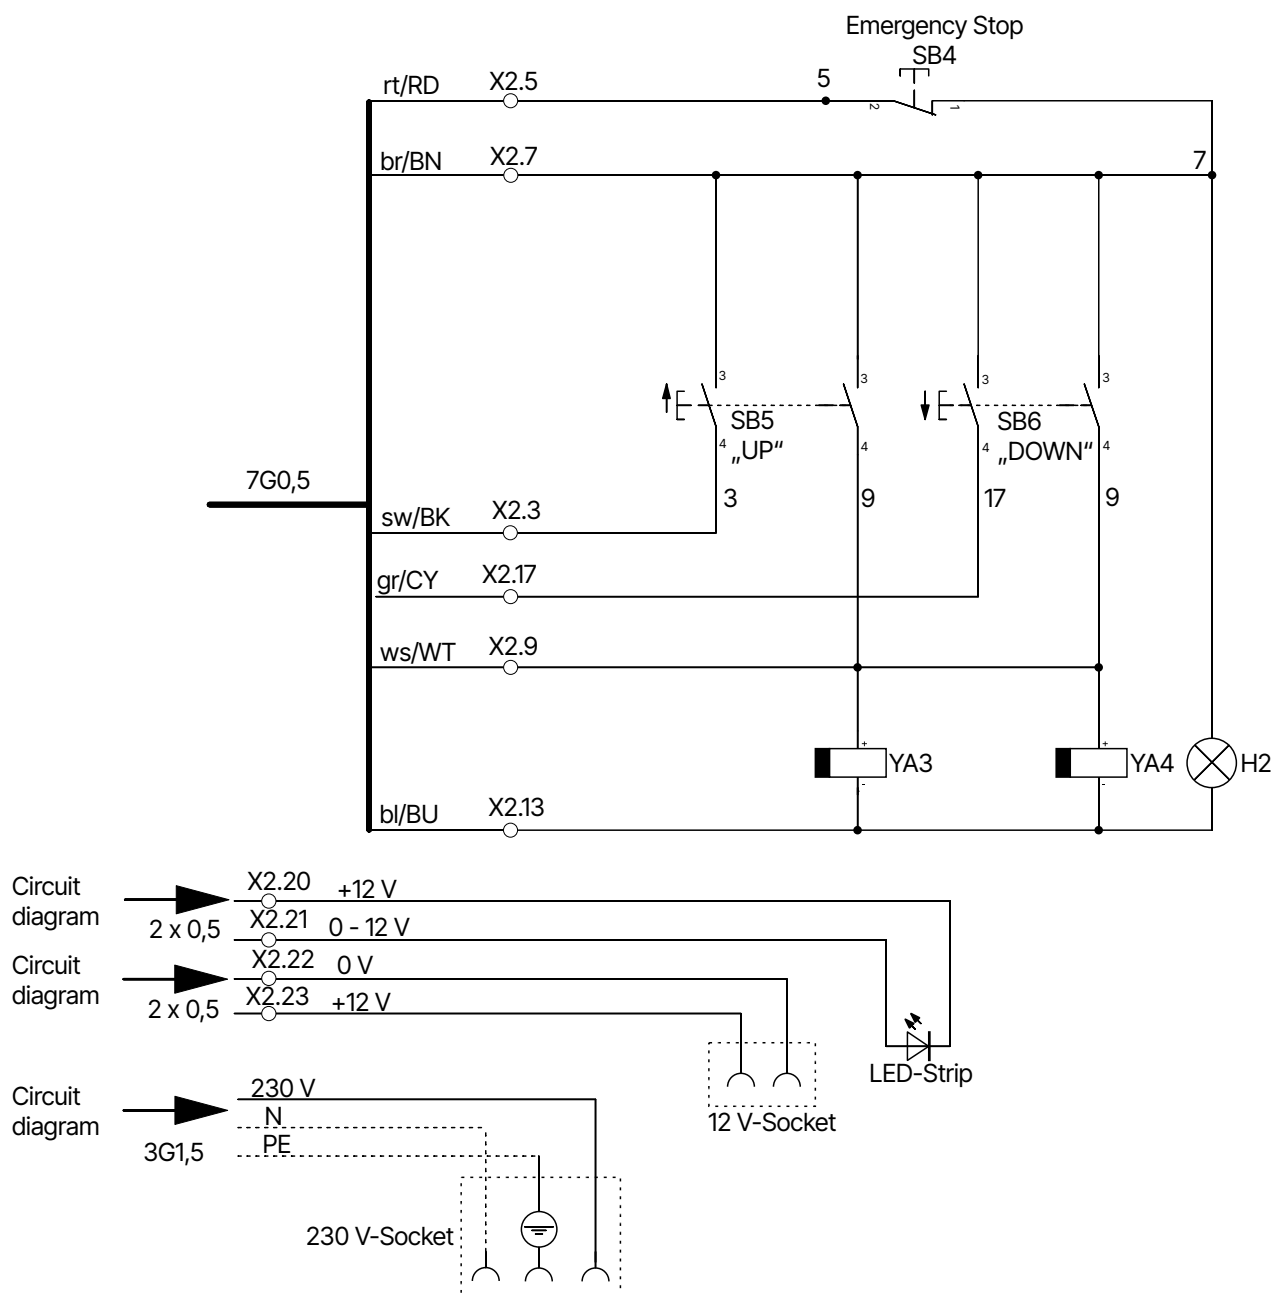 Emergency Stop
SB4
rt/RD
X2.5
5
2
1
br/BN
X2.7
7
3
3
3
3
SB5
„UP“
SB6
„DOWN“
4
4
4
4
7G0,5
3
9
17
9
sw/BK
X2.3
gr/CY
X2.17
ws/WT
X2.9
+
YA3
-
+
YA4
-
H2
bl/BU
X2.13
Circuit
diagram
X2.20
+12 V
2 x 0,5
X2.21
0 - 12 V
Circuit
diagram
X2.22
0 V
2 x 0,5
X2.23
+12 V
LED-Strip
12 V-Socket
Circuit
diagram
230 V
N
PE
3G1,5
230 V-Socket